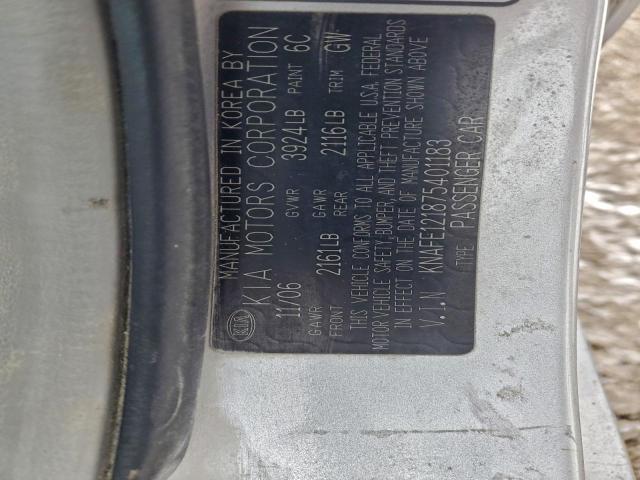 MANUFACTURED IN KOREA BY
KIA KIA MOTORS CORPORATION
11/06 GVWR 3924LB PAINT 6C
GAWR FRONT 2161LB GAWR REAR 2116LB TRIM GW
THIS VEHICLE CONFORMS TO ALL APPLICABLE U.S.A. FEDERAL
MOTOR VEHICLE SAFETY, BUMPER, AND THEFT PREVENTION STANDARDS
IN EFFECT ON THE DATE OF MANUFACTURE SHOWN ABOVE
V.I.N KNAFE121875401183
TYPE: PASSENGER CAR